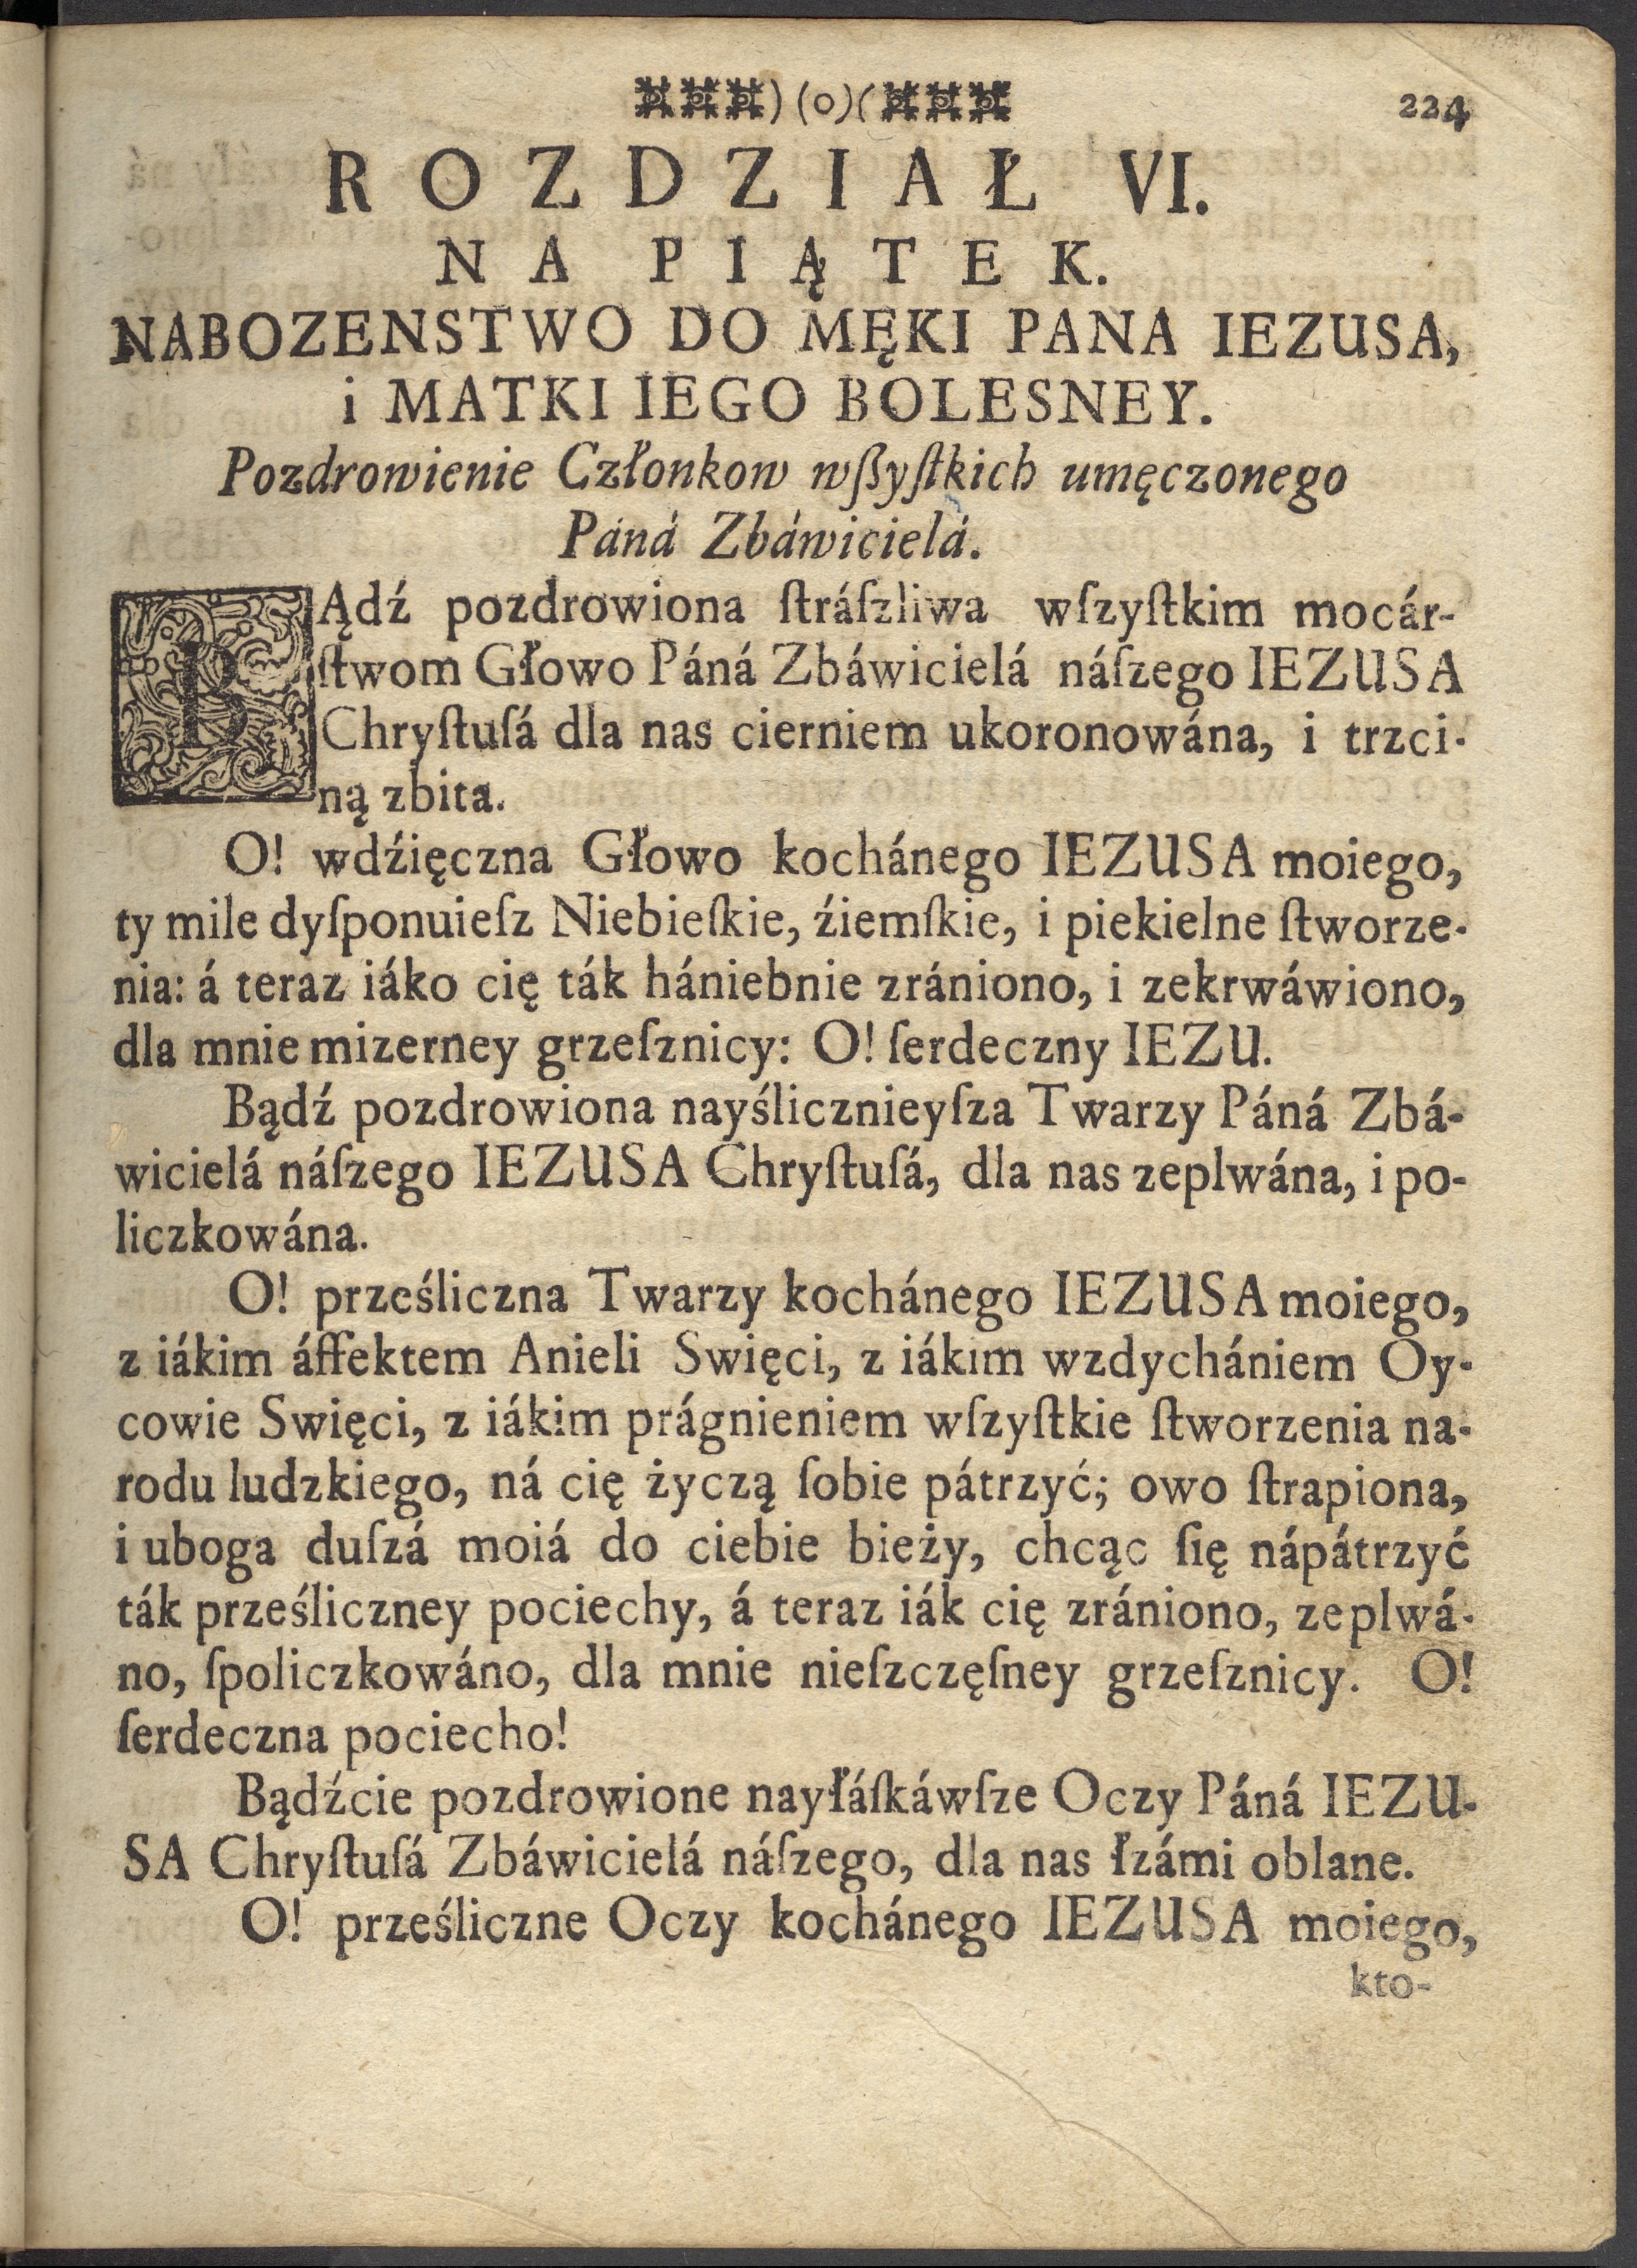 )(o)( 224
ROZDZIAŁ VI.
NA PIĄTEK.
NABOZENSTWO DO MĘKI PANA IEZUSA,
i MATKI IEGO BOLESNEY.
Pozdrowienie Członkow wßyſtkich umęczonego
Páná Zbáwicielá.
BĄdź pozdrowiona ſtráſzliwa wſzyſtkim mocár-
ſtwom Głowo Páná Zbáwicielá náſzego IEZUSA
Chryſtuſá dla nas cierniem ukoronowána, i trzci-
ną zbita.
O! wdźięczna Głowo kochánego IEZUSA moiego,
ty mile dyſponuieſz Niebieſkie, źiemſkie, i piekielne ſtworze-
nia: á teraz iáko cię ták hániebnie zrániono, i zekrwáwiono,
dla mnie mizerney grzeſznicy: O! ſerdeczny IEZU.
Bądź pozdrowiona nayślicznieyſza Twarzy Páná Zbá-
wicielá náſzego IEZUSA Chryſtuſá, dla nas zeplwána, i po-
liczkowána.
O! prześliczna Twarzy kochánego IEZUSA moiego,
z iákim áffektem Anieli Swięci, z iákim wzdychániem Oy-
cowie Swięci, z iákim prágnieniem wſzyſtkie ſtworzenia na-
rodu ludzkiego, ná cię życzą ſobie pátrzyć; owo ſtrapiona,
i uboga duſzá moiá do ciebie bieży, chcąc ſię nápátrzyć
ták prześliczney pociechy, á teraz iák cię zrániono, zeplwá-
no, ſpoliczkowáno, dla mnie nieſzczęſney grzeſznicy. O!
ſerdeczna pociecho!
Bądźcie pozdrowione nayłáſkáwſze Oczy Páná IEZU-
SA Chryſtuſá Zbáwicielá náſzego, dla nas łzámi oblane.
O! prześliczne Oczy kochánego IEZUSA moiego,
kto-